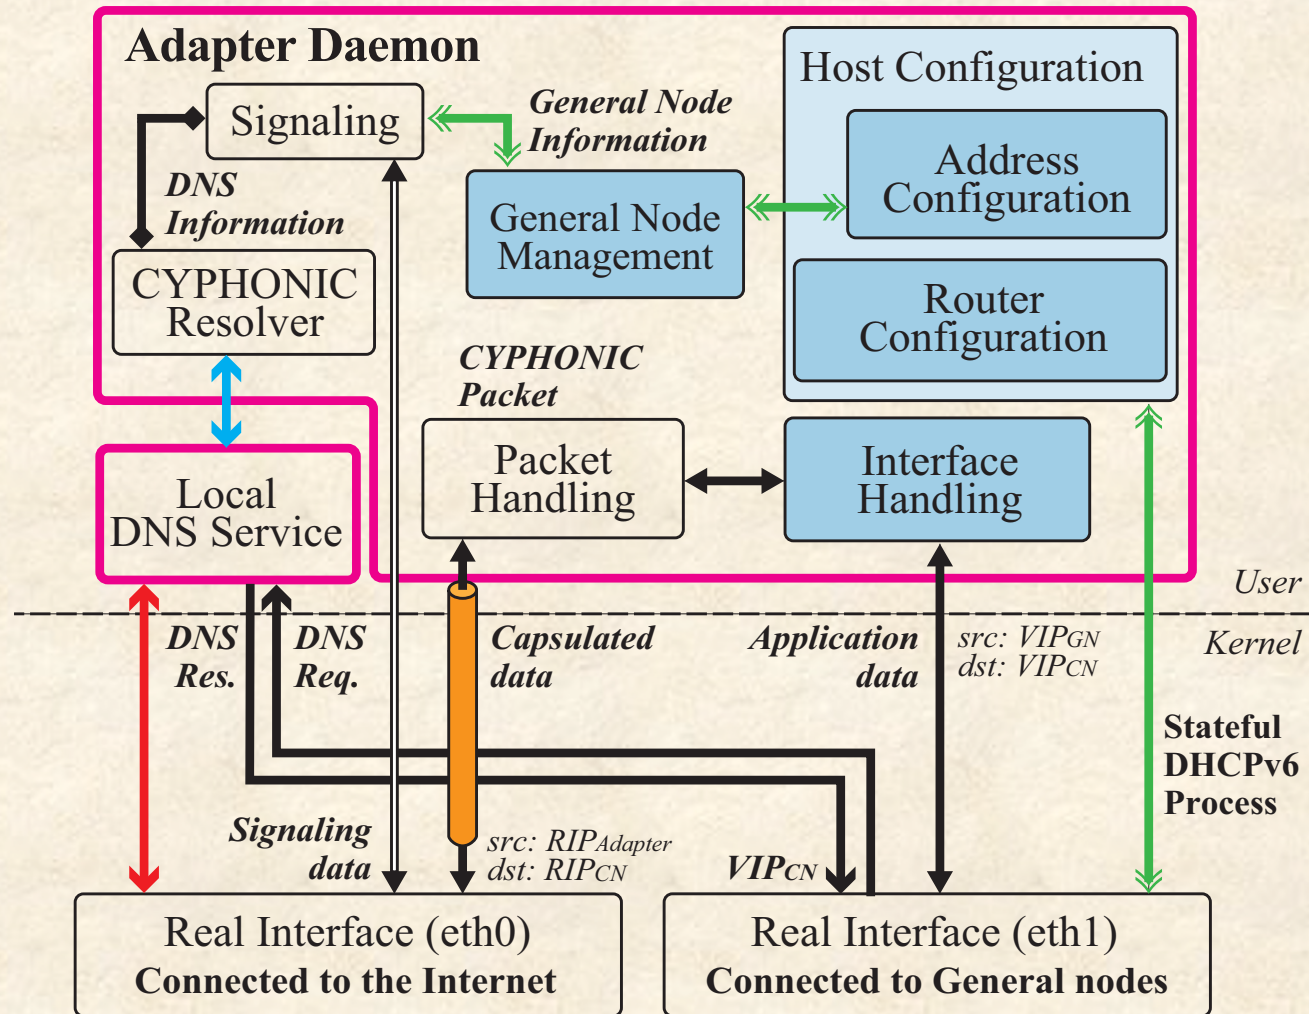 Adapter Daemon
Host Configuration
Signaling
General Node
Information
Address
Configuration
DNS
Information
General Node
Management
CYPHONIC
Resolver
Router
Configuration
CYPHONIC
Packet
Packet
Handling
Interface
Handling
Local
DNS Service
User
Kernel
DNS
Res.
DNS
Req.
Capsulated
data
Application
data
src: VIPGN
dst: VIPCN
Stateful
DHCPv6
Process
Signaling
data
src: RIPAdapter
dst: RIPCN
VIPCN
Real Interface (eth0)
Connected to the Internet
Real Interface (eth1)
Connected to General nodes